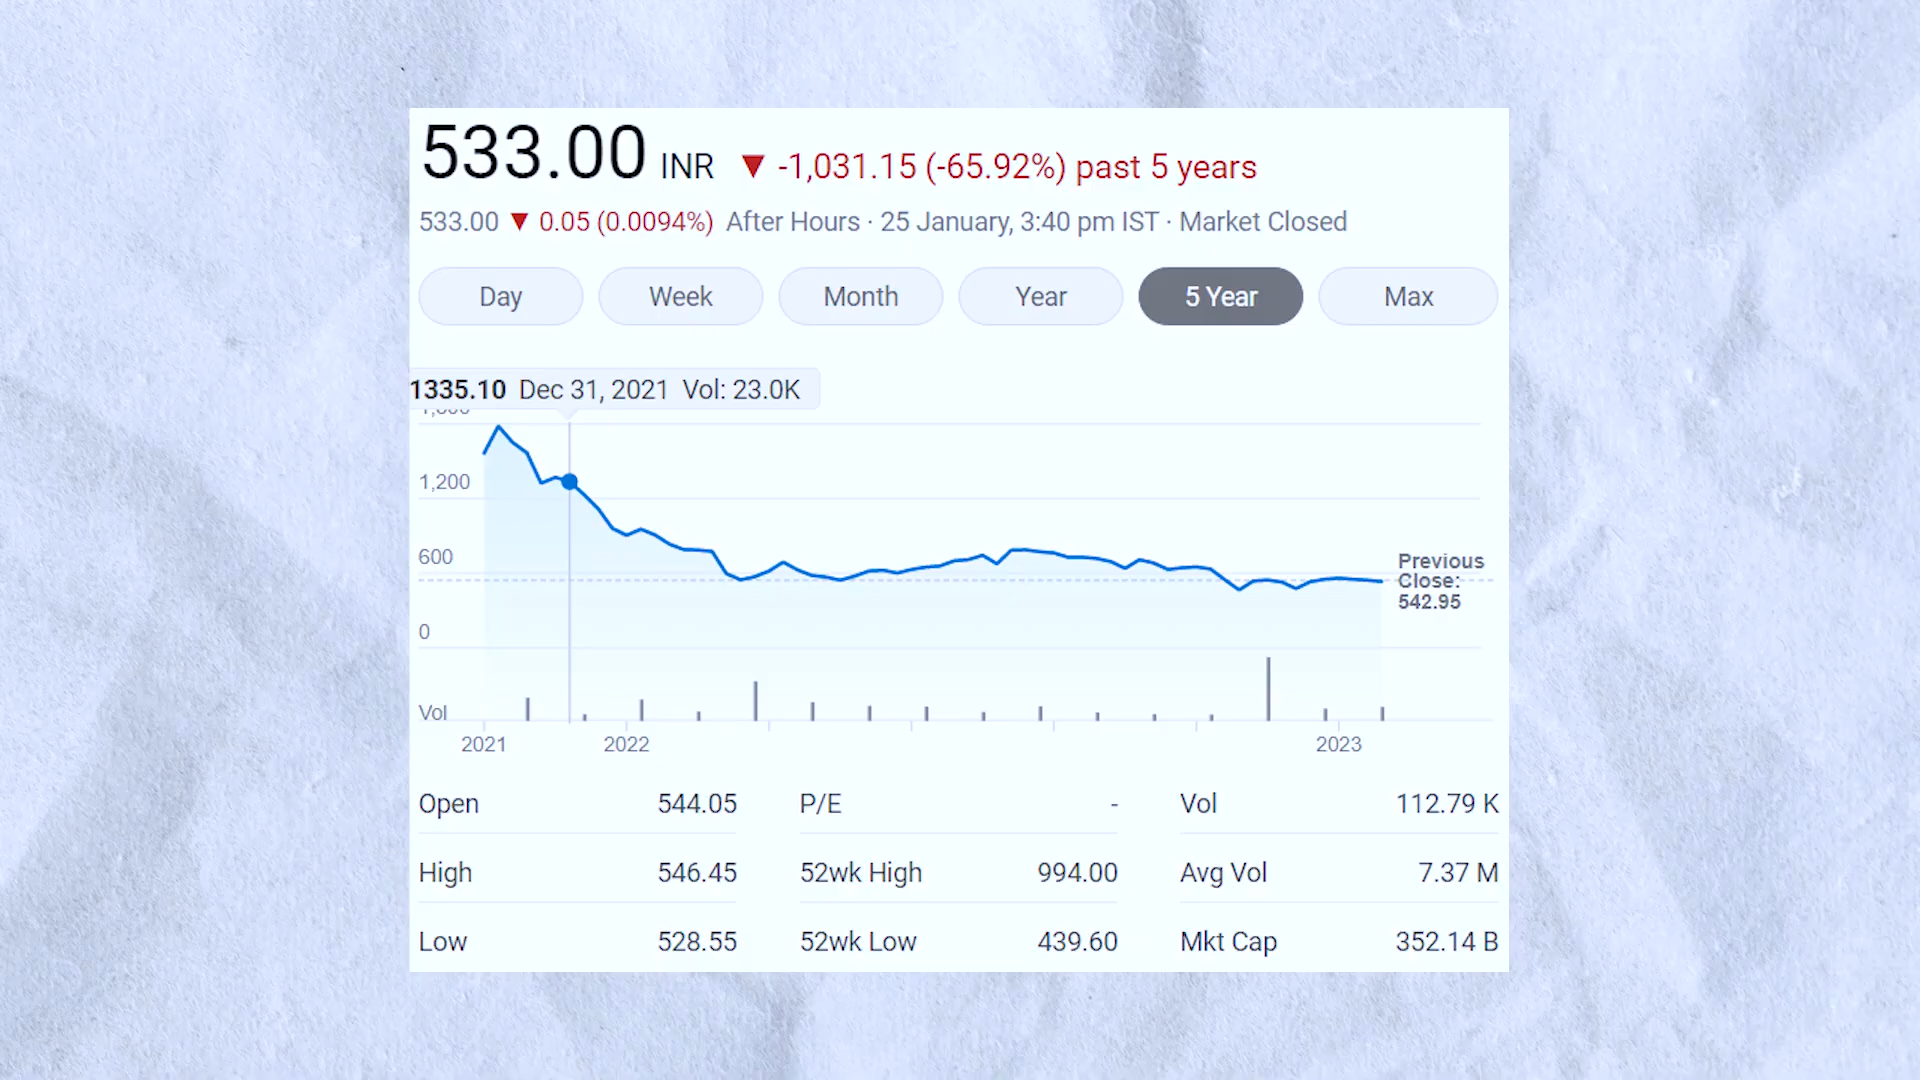 533.00 INR ▼ -1,031.15 (-65.92%) past 5 years
533.00 ▼ 0.05 (0.0094%) After Hours · 25 January, 3:40 pm IST · Market Closed
Day Week Month Year 5 Year Max
1335.10 Dec 31, 2021 Vol: 23.0K
1,200
600
Previous
Close:
542.95
0
Vol
2021 2022 2023
Open 544.05 P/E - Vol 112.79 K
High 546.45 52wk High 994.00 Avg Vol 7.37 M
Low 528.55 52wk Low 439.60 Mkt Cap 352.14 B